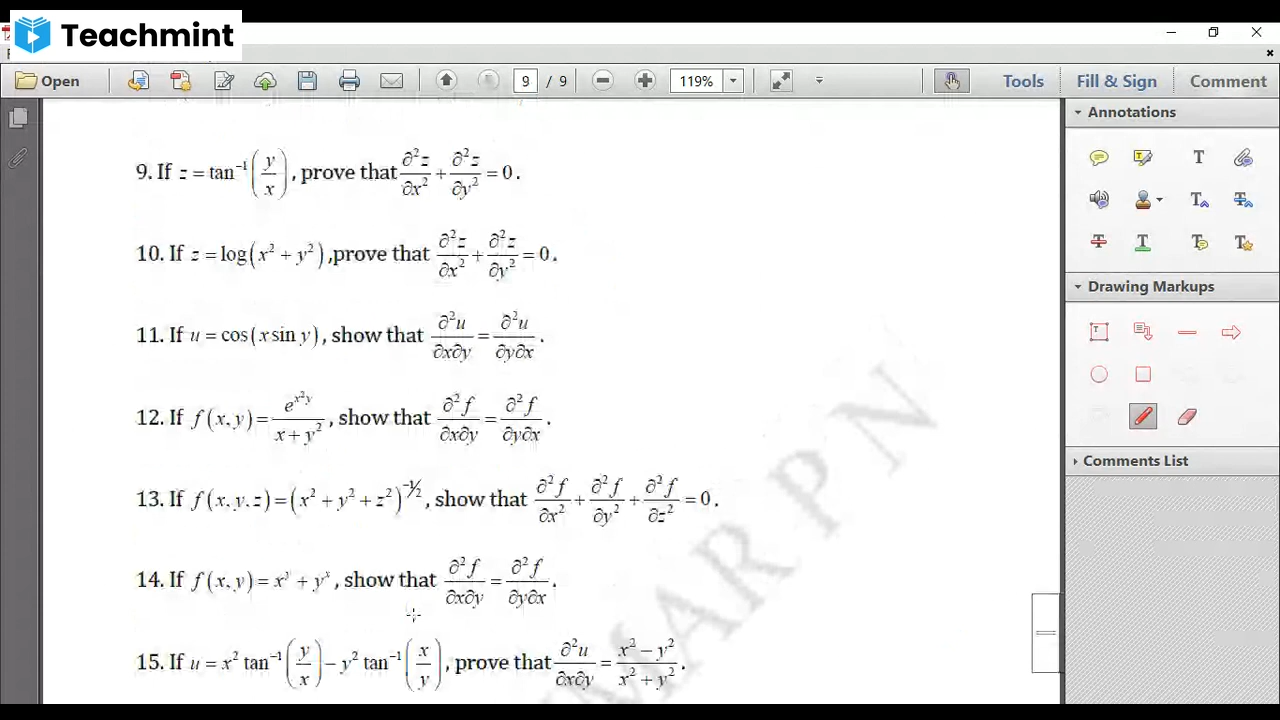 Teachmint
Open 9 / 9 119% Tools Fill & Sign Comment
Annotations
9. If z = tan⁻¹(y/x), prove that ∂²z/∂x² + ∂²z/∂y² = 0.
10. If z = log(x² + y²),prove that ∂²z/∂x² + ∂²z/∂y² = 0.
Drawing Markups
11. If u = cos(x sin y), show that ∂²u/∂x∂y = ∂²u/∂y∂x.
12. If f(x, y) = e^(x²y)/(x + y²), show that ∂²f/∂x∂y = ∂²f/∂y∂x.
Comments List
13. If f(x, y, z) = (x² + y² + z²)^(-1/2), show that ∂²f/∂x² + ∂²f/∂y² + ∂²f/∂z² = 0.
14. If f(x, y) = x^y + y^x, show that ∂²f/∂x∂y = ∂²f/∂y∂x.
15. If u = x² tan⁻¹(y/x) − y² tan⁻¹(x/y), prove that ∂²u/∂x∂y = (x² − y²)/(x² + y²).
MAR P N